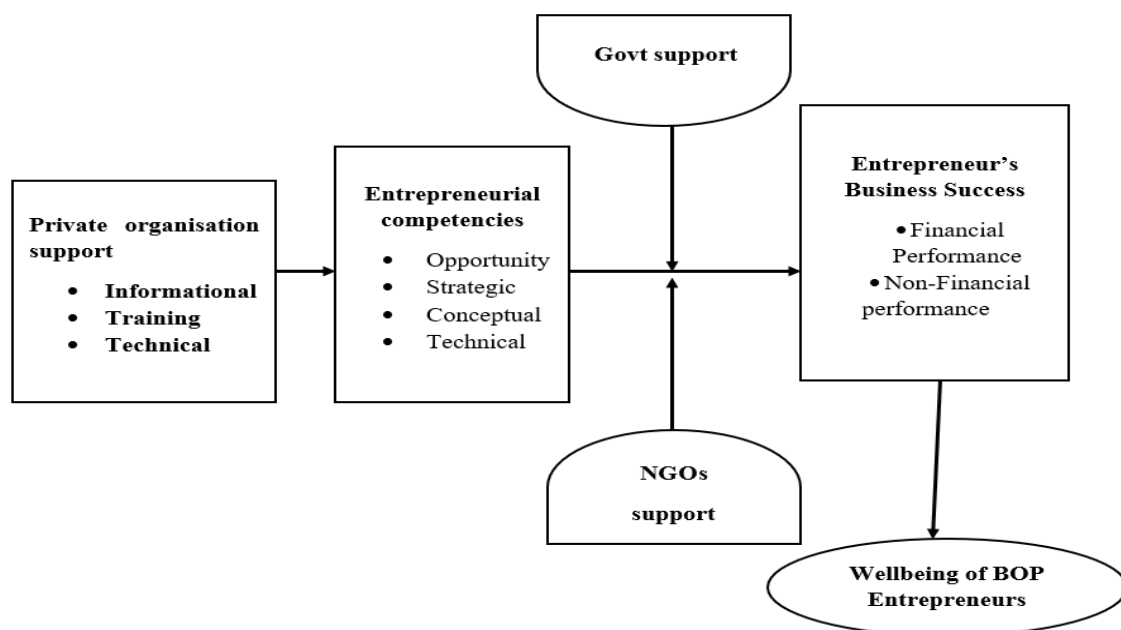 Govt support
Private organisation
support
• Informational
• Training
• Technical
Entrepreneurial
competencies
• Opportunity
• Strategic
• Conceptual
• Technical
Entrepreneur’s
Business Success
• Financial
Performance
• Non-Financial
performance
NGOs
support
Wellbeing of BOP
Entrepreneurs